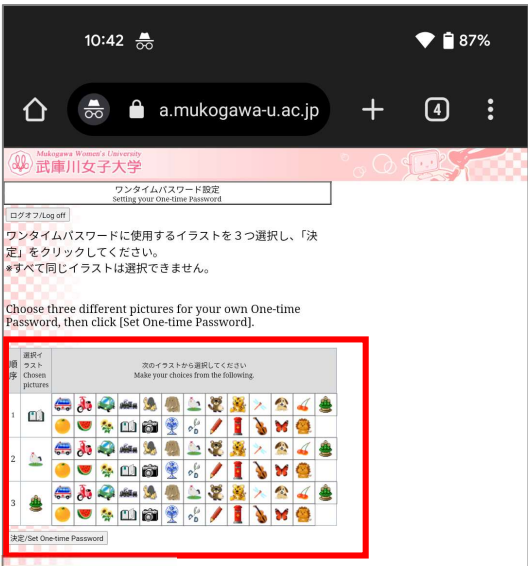 10:42
87%
a.mukogawa-u.ac.jp
4
Mukogawa Women's University
武庫川女子大学
ワンタイムパスワード設定
Setting your One-time Password
ログオフ/Log off
ワンタイムパスワードに使用するイラストを３つ選択し、「決
定」をクリックしてください。
※すべて同じイラストは選択できません。
Choose three different pictures for your own One-time
Password, then click [Set One-time Password].
順
序
選択イ
ラスト
Chosen
pictures
次のイラストから選択してください
Make your choices from the following.
1
2
3
決定/Set One-time Password